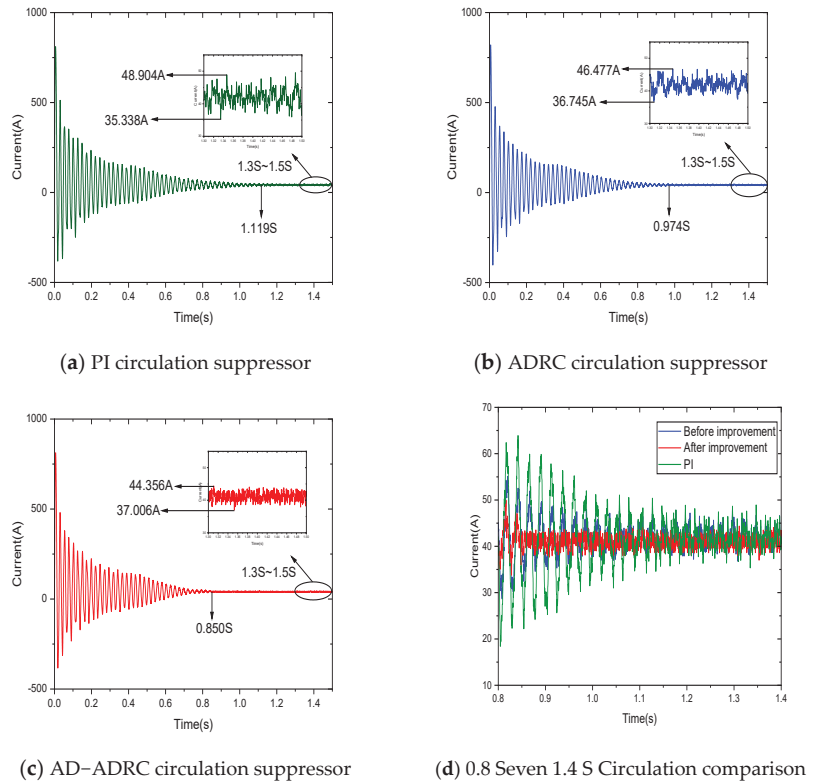 1000
500
0
-500
Current(A)
0.0 0.2 0.4 0.6 0.8 1.0 1.2 1.4
Time(s)
48.904A
35.338A
Current(A)
Time(s)
1.3S~1.5S
1.119S
(a) PI circulation suppressor
1000
500
0
-500
Current(A)
0.0 0.2 0.4 0.6 0.8 1.0 1.2 1.4
Time(s)
46.477A
36.745A
Current(A)
Time(s)
1.3S~1.5S
0.974S
(b) ADRC circulation suppressor
1000
500
0
-500
Current(A)
0.0 0.2 0.4 0.6 0.8 1.0 1.2 1.4
Time(s)
44.356A
37.006A
Current(A)
Time(s)
1.3S~1.5S
0.850S
(c) AD−ADRC circulation suppressor
70
60
50
40
30
20
10
Current(A)
0.8 0.9 1.0 1.1 1.2 1.3 1.4
Time(s)
Before improvement
After improvement
PI
(d) 0.8 Seven 1.4 S Circulation comparison